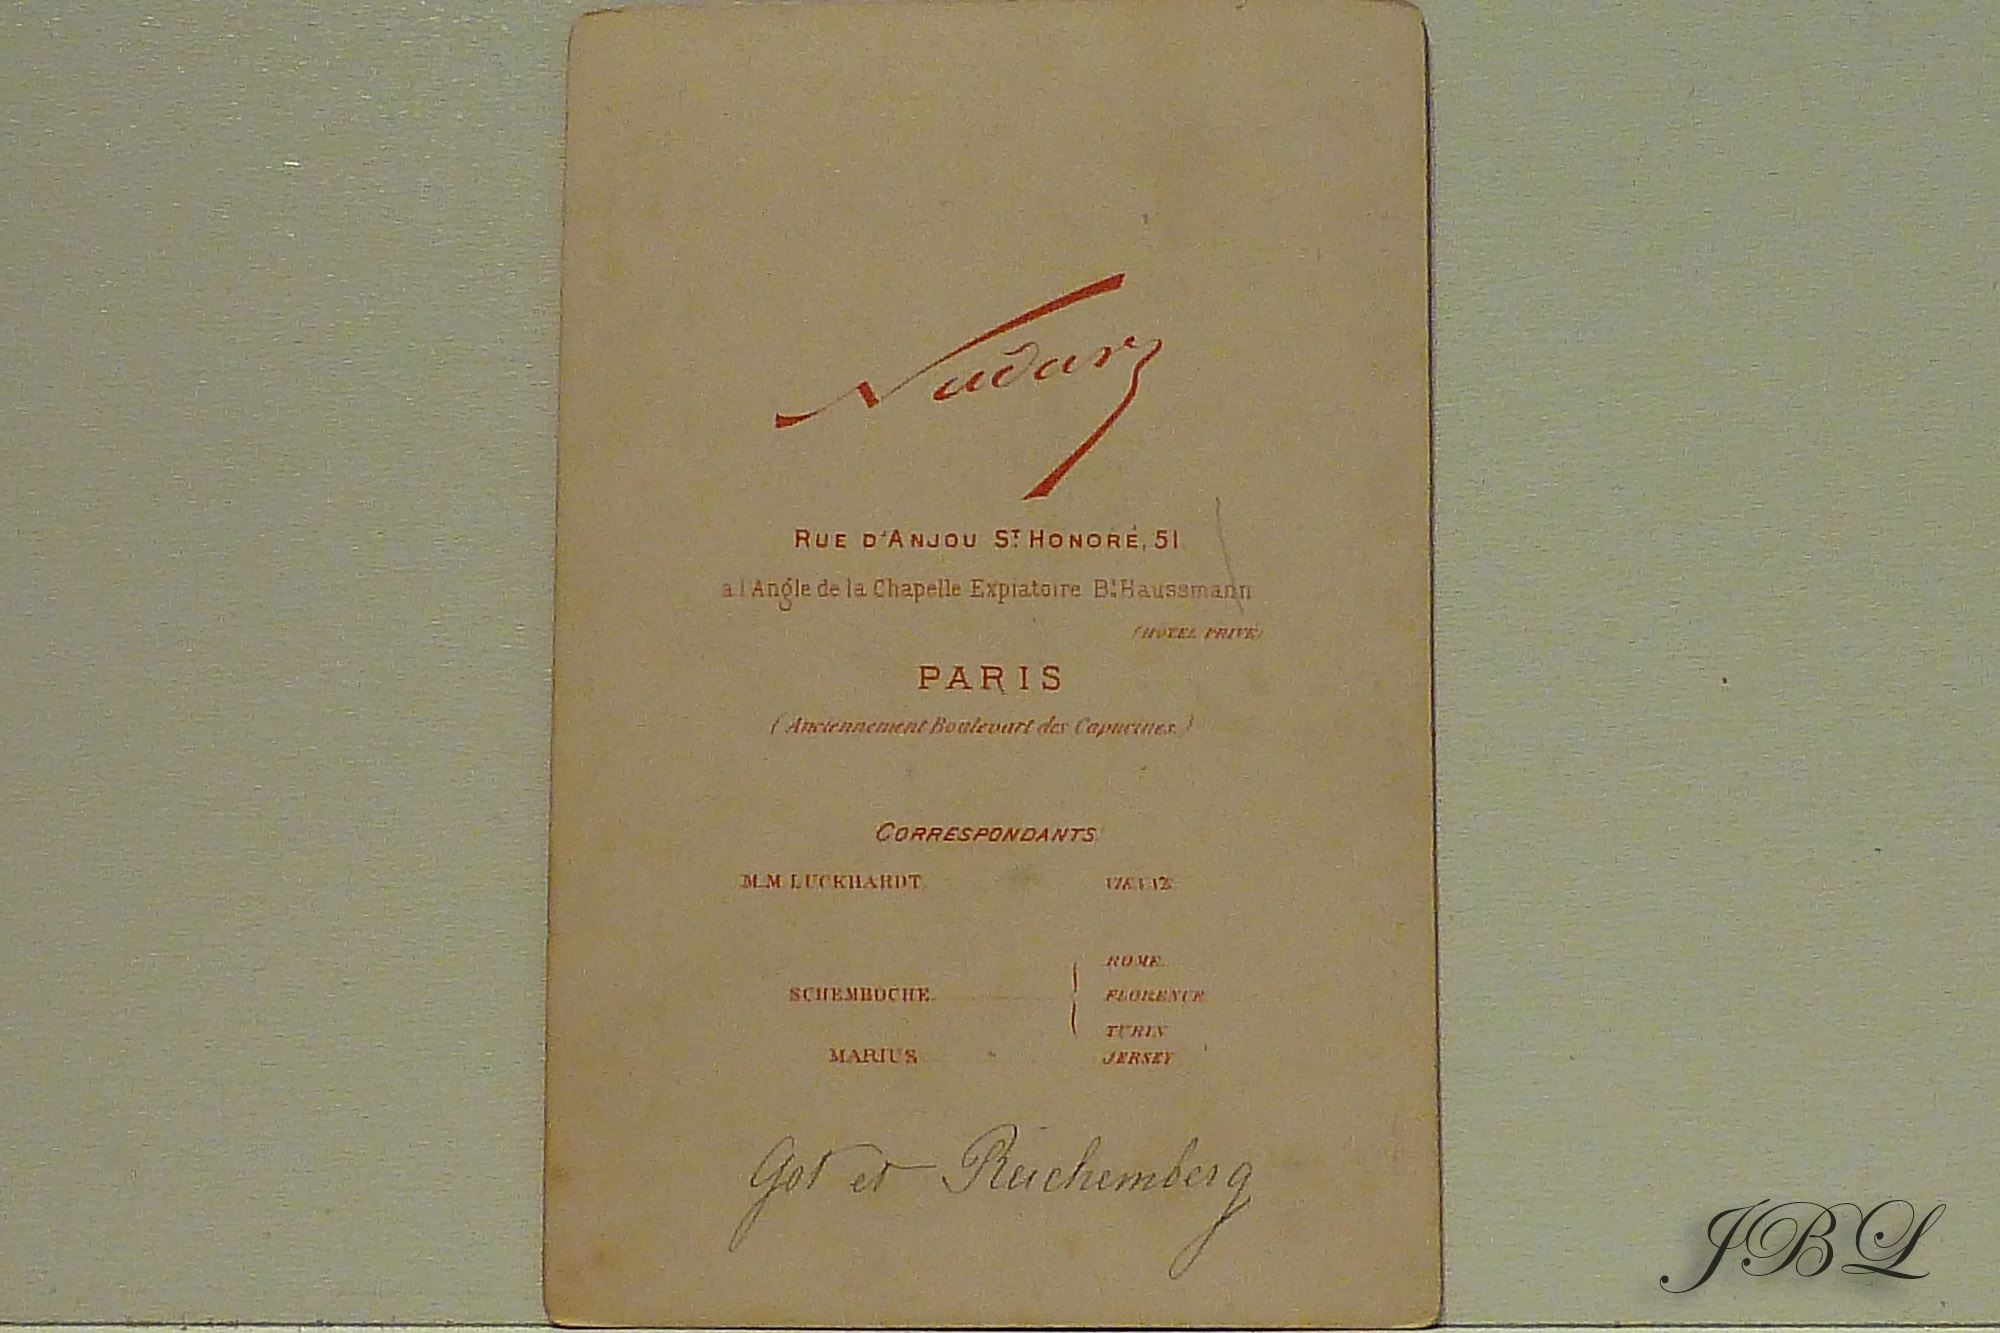 Nadar
RUE D'ANJOU ST HONORÉ, 51
a l'Angle de la Chapelle Expiatoire Bd Haussmann
(HÔTEL PRIVÉ)
PARIS
(Anciennement Boulevart des Capucines.)
CORRESPONDANTS
M.M LUCKHARDT VIENNE
ROME.
SCHEMBOCHE. FLORENCE
TURIN
MARIUS JERSEY
Got et Reichemberg
JBL